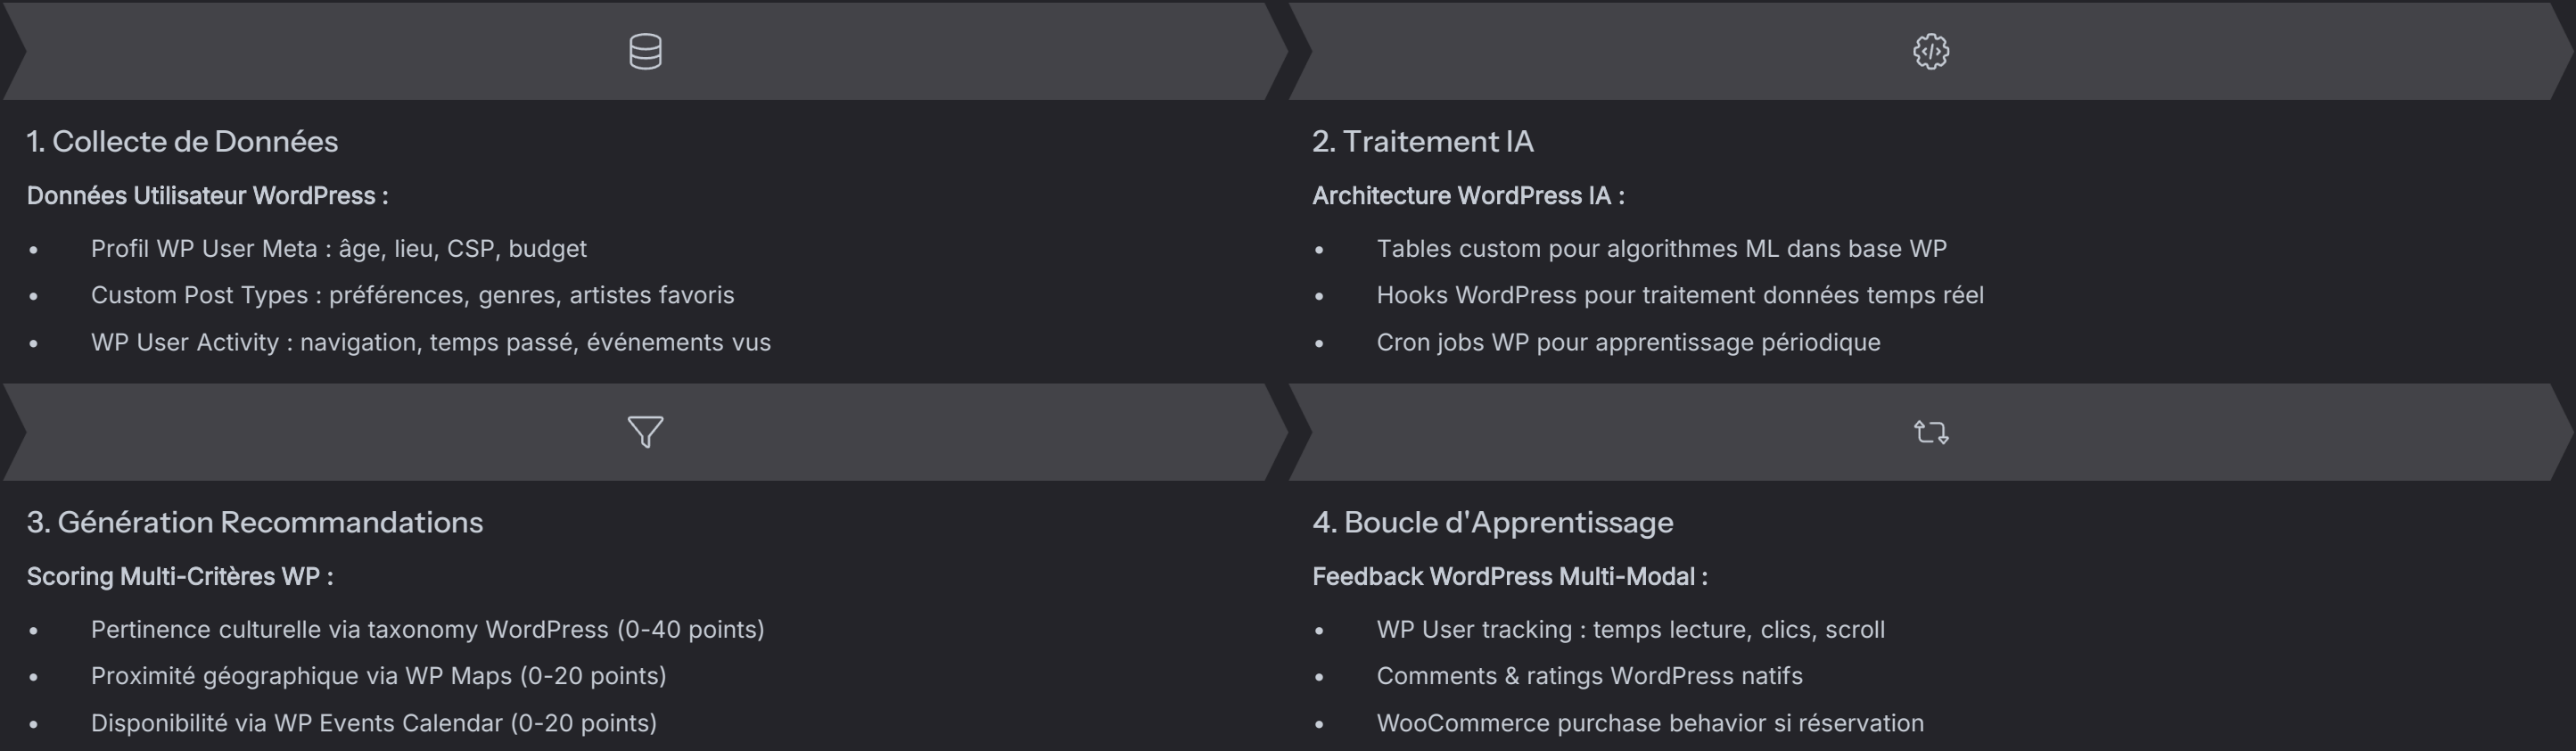 1. Collecte de Données
Données Utilisateur WordPress :
• Profil WP User Meta : âge, lieu, CSP, budget
• Custom Post Types : préférences, genres, artistes favoris
• WP User Activity : navigation, temps passé, événements vus
2. Traitement IA
Architecture WordPress IA :
• Tables custom pour algorithmes ML dans base WP
• Hooks WordPress pour traitement données temps réel
• Cron jobs WP pour apprentissage périodique
3. Génération Recommandations
Scoring Multi-Critères WP :
• Pertinence culturelle via taxonomy WordPress (0-40 points)
• Proximité géographique via WP Maps (0-20 points)
• Disponibilité via WP Events Calendar (0-20 points)
4. Boucle d'Apprentissage
Feedback WordPress Multi-Modal :
• WP User tracking : temps lecture, clics, scroll
• Comments & ratings WordPress natifs
• WooCommerce purchase behavior si réservation